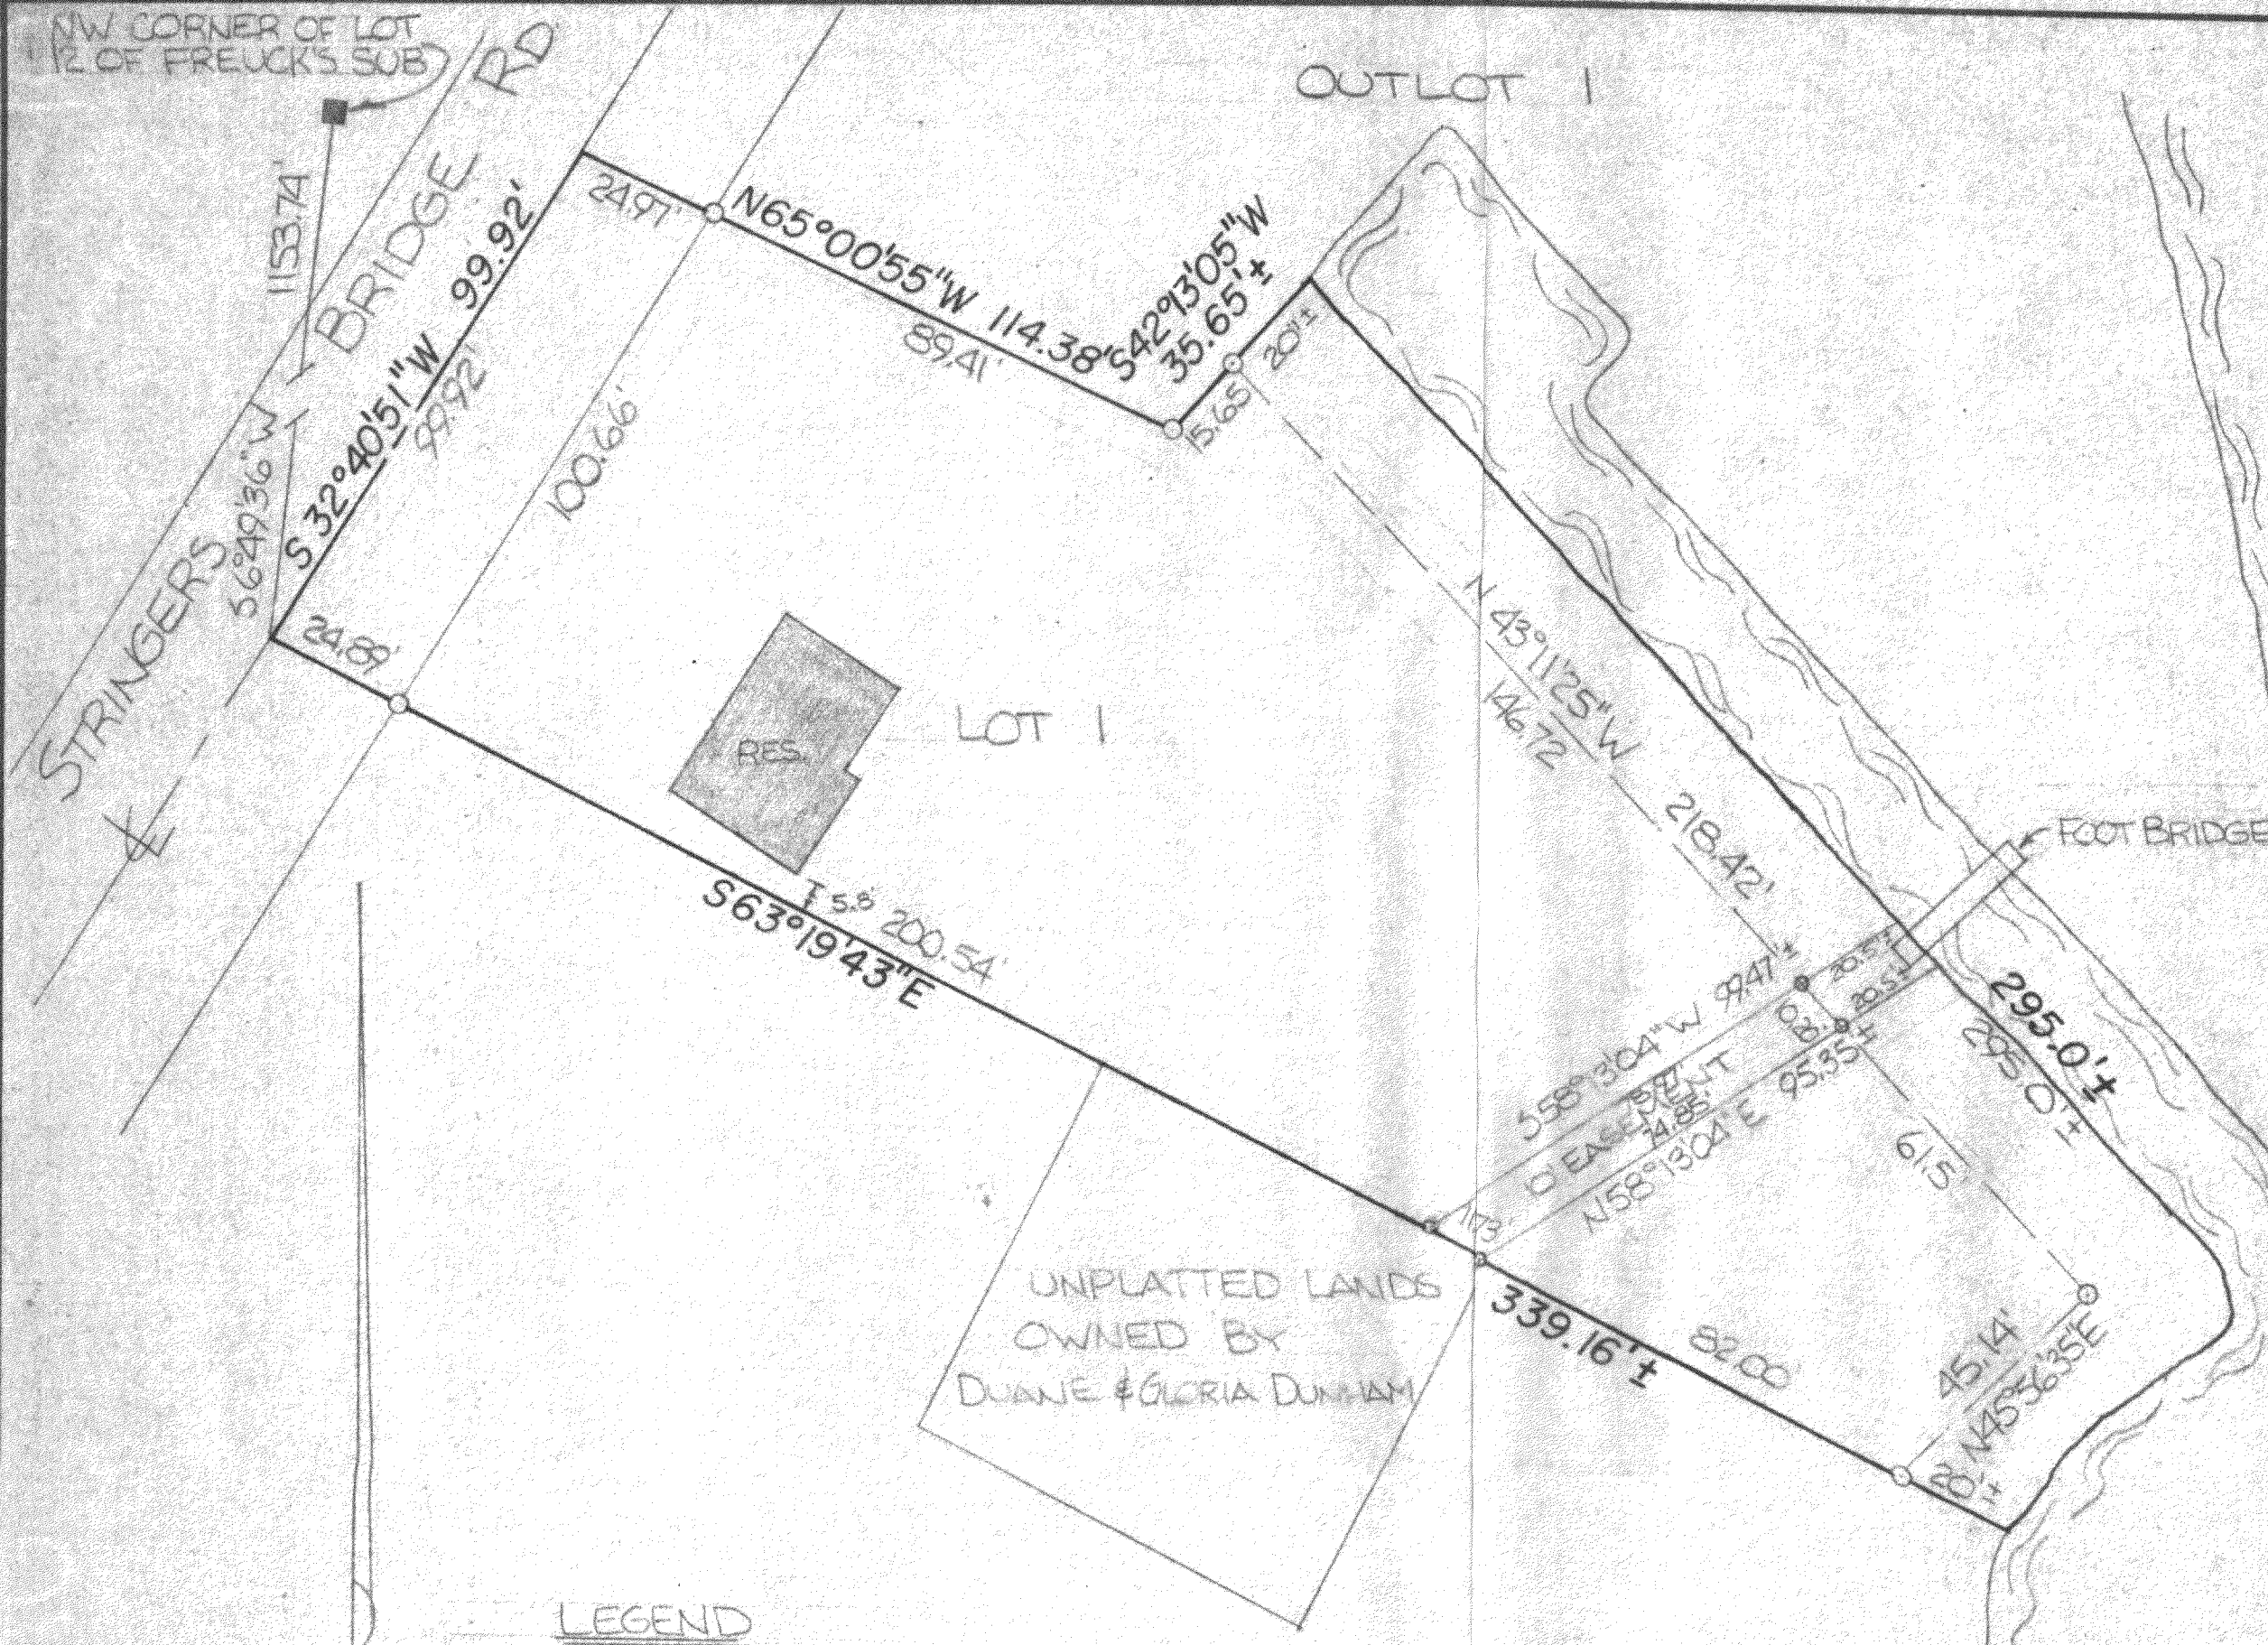 NW CORNER OF LOT
12 OF FREUCK'S SUB
1153.74'
S6°49'36"W
STRINGERS BRIDGE RD
S 32°40'51"W 99.92'
99.92'
24.97'
N65°00'55"W 114.38'
89.41'
S42°13'05"W
35.65'±
15.65
20'±
OUTLOT 1
100.66'
24.89'
RES.
LOT 1
N 43°11'25"W 218.42'
146.72
FOOT BRIDGE
5.8'
200.54'
S63°19'43"E
339.16'±
S58°13'04"W 99.47'±
20.5'±
20.5'±
10.26'
10' EASEMENT
74.85'
N58°13'04"E 95.35'±
11.73'
295.0'±
295.0'±
61.5'
82.00'
45.14'
N45°56'35"E
20'±
UNPLATTED LANDS
OWNED BY
DUANE & GLORIA DUNHAM
LEGEND